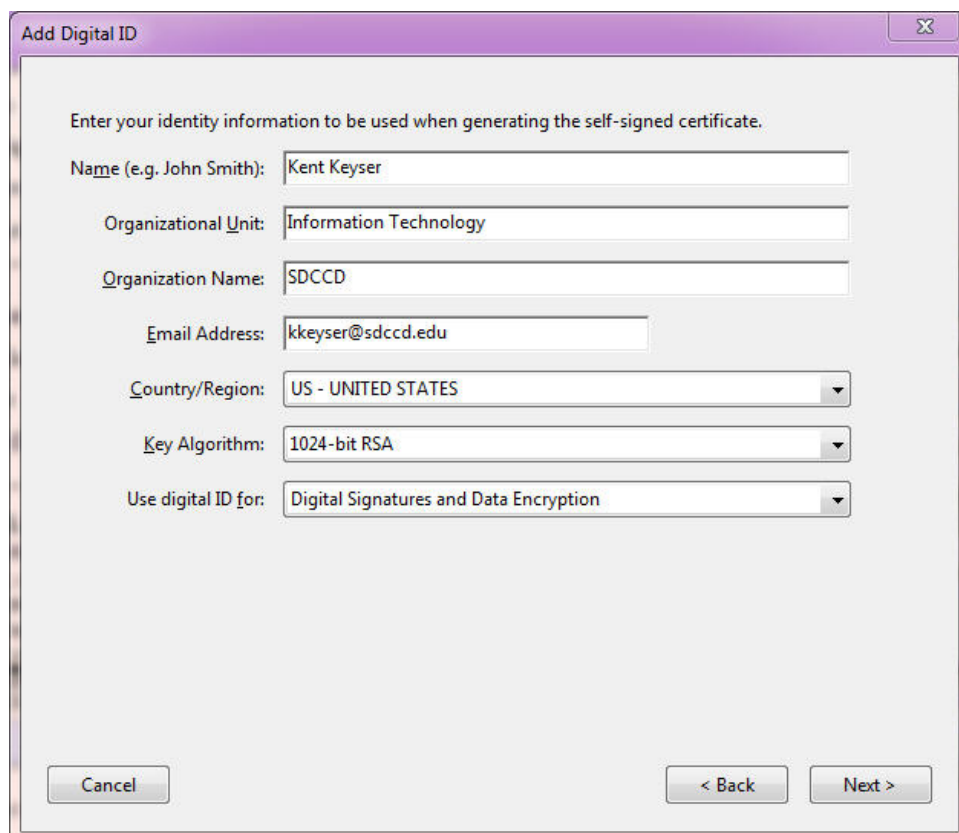 Add Digital ID
Enter your identity information to be used when generating the self-signed certificate.
Name (e.g. John Smith): Kent Keyser
Organizational Unit: Information Technology
Organization Name: SDCCD
Email Address: kkeyser@sdccd.edu
Country/Region: US - UNITED STATES
Key Algorithm: 1024-bit RSA
Use digital ID for: Digital Signatures and Data Encryption
Cancel < Back Next >